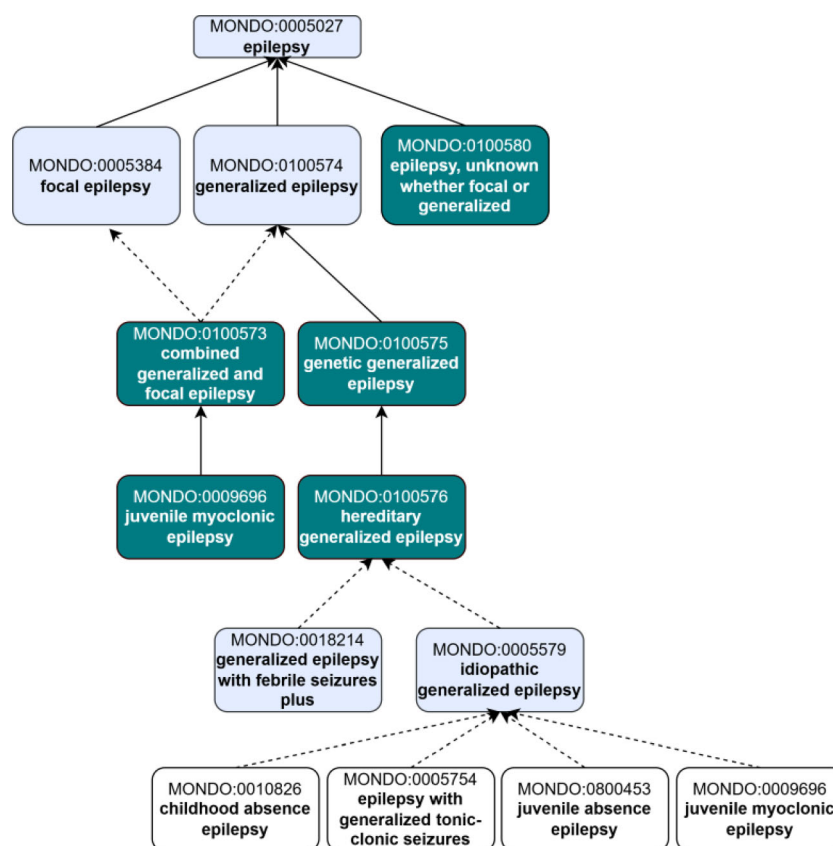 MONDO:0005027
epilepsy
MONDO:0005384
focal epilepsy
MONDO:0100574
generalized epilepsy
MONDO:0100580
epilepsy, unknown
whether focal or
generalized
MONDO:0100573
combined
generalized and
focal epilepsy
MONDO:0100575
genetic generalized
epilepsy
MONDO:0009696
juvenile myoclonic
epilepsy
MONDO:0100576
hereditary
generalized epilepsy
MONDO:0018214
generalized epilepsy
with febrile seizures
plus
MONDO:0005579
idiopathic
generalized epilepsy
MONDO:0010826
childhood absence
epilepsy
MONDO:0005754
epilepsy with
generalized tonic-
clonic seizures
MONDO:0800453
juvenile absence
epilepsy
MONDO:0009696
juvenile myoclonic
epilepsy